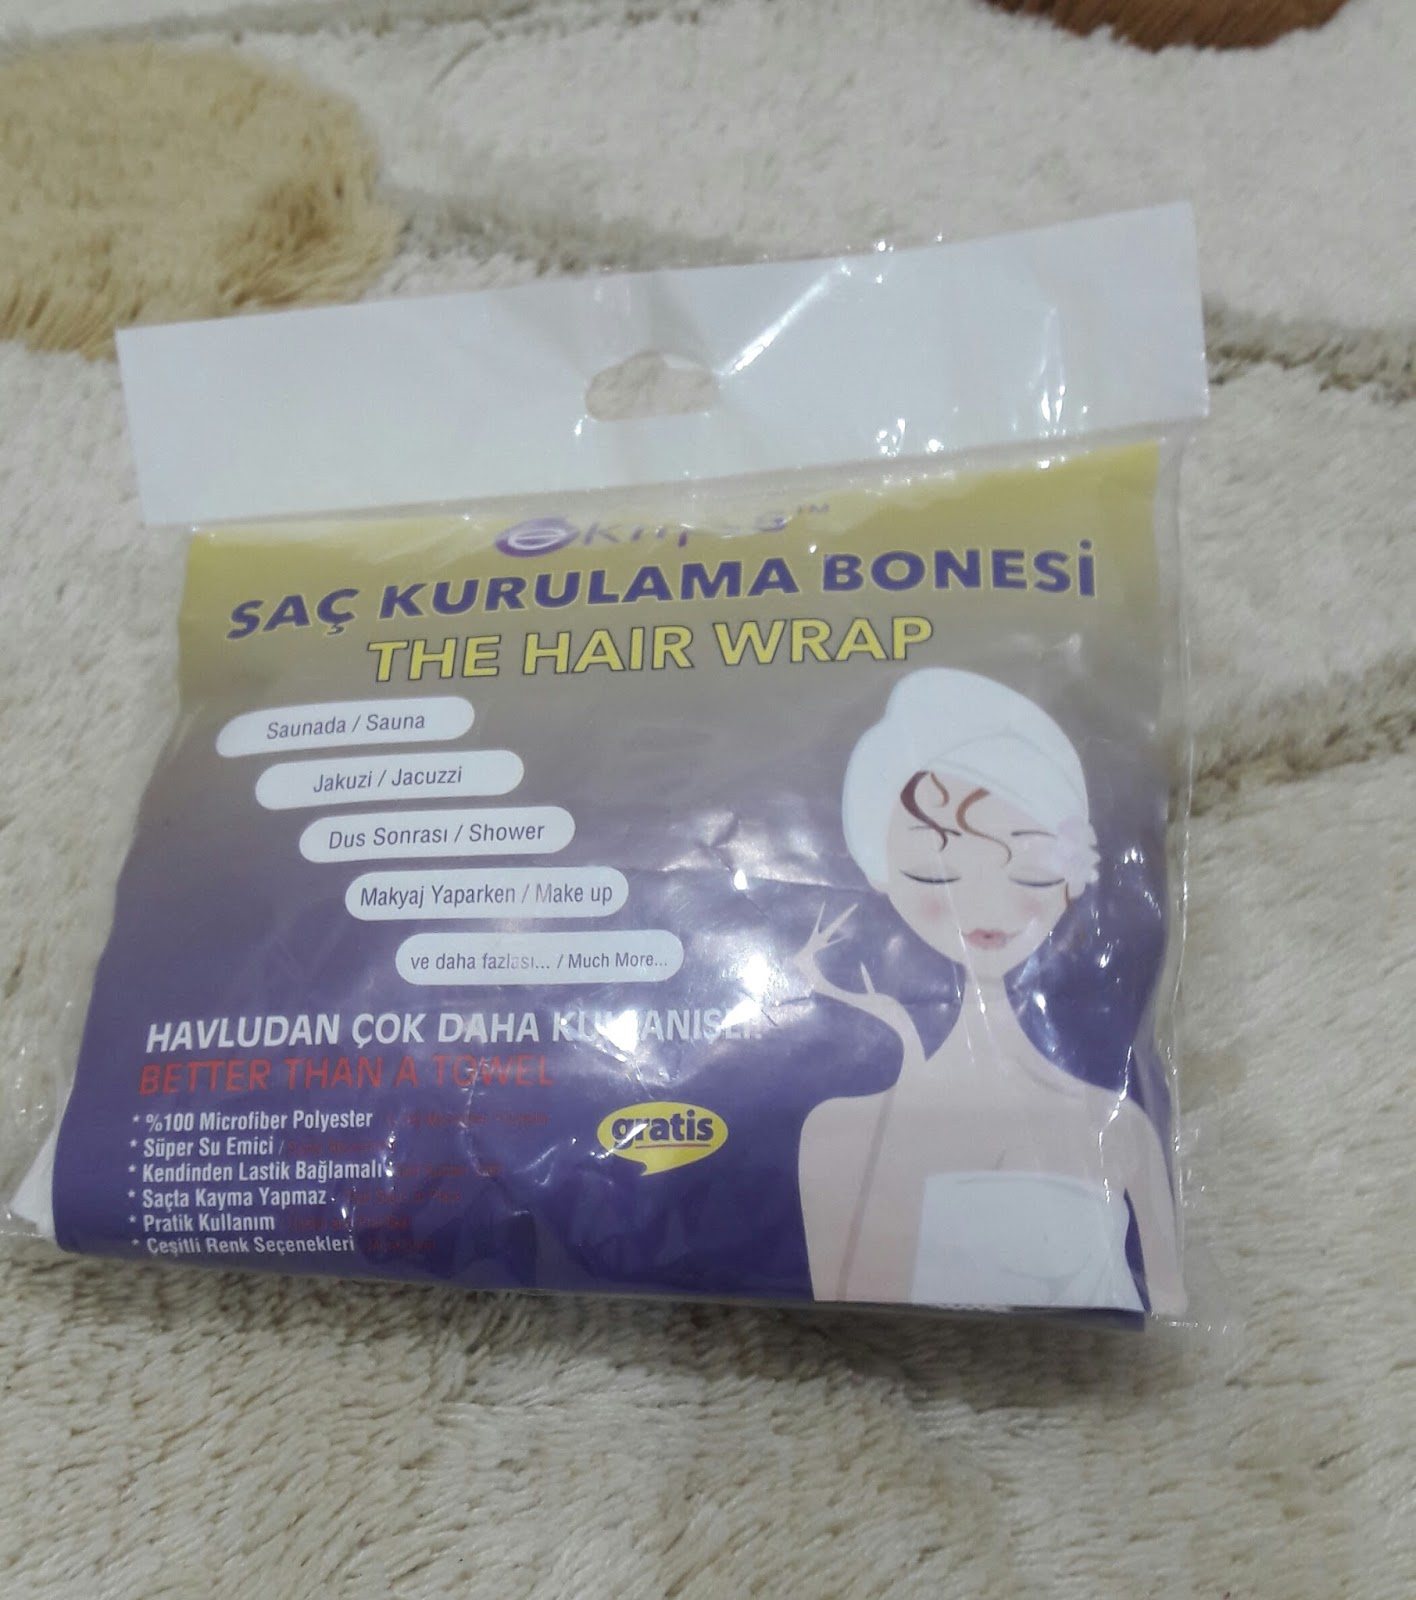 SAÇ KURULAMA BONESİ
THE HAIR WRAP
Saunada / Sauna
Jakuzi / Jacuzzi
Dus Sonrası / Shower
Makyaj Yaparken / Make up
ve daha fazlası... / Much More...
HAVLUDAN ÇOK DAHA
BETTER THAN A TOWEL
* %100 Microfiber Polyester
* Süper Su Emici /
* Kendinden Lastik Bağlamalı
* Saçta Kayma Yapmaz
* Pratik Kullanım
* Çeşitli Renk Seçenekleri
gratis